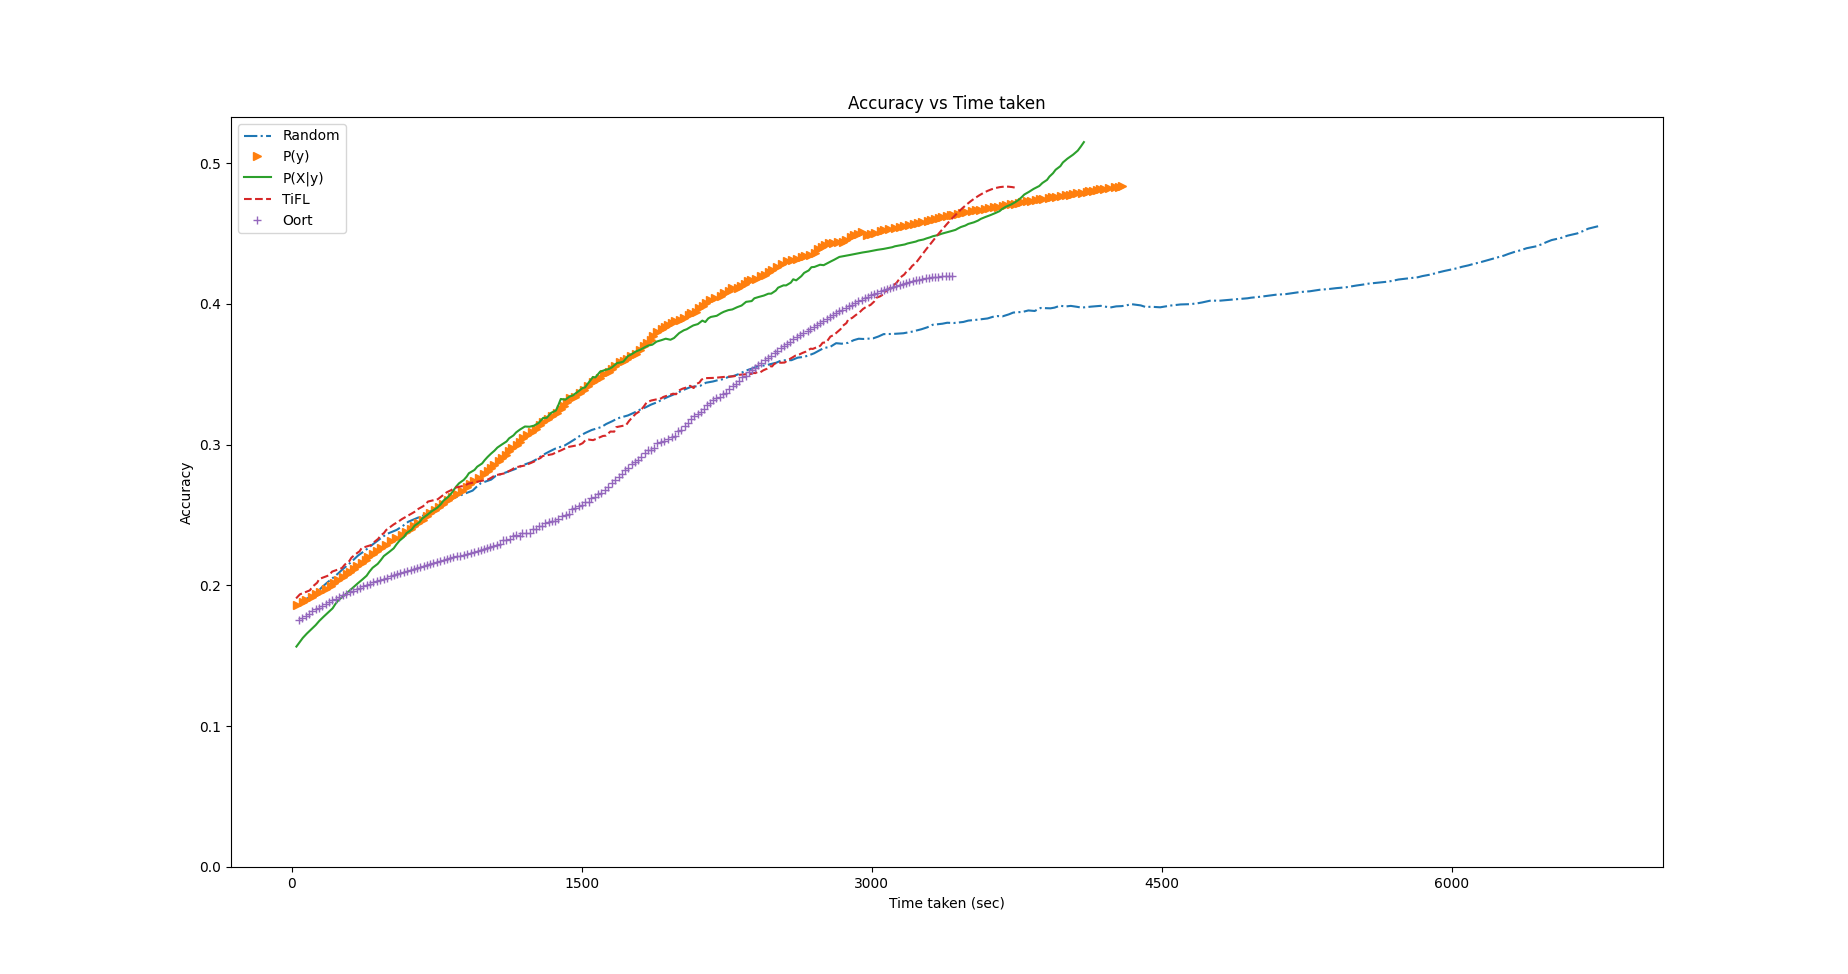 Accuracy vs Time taken
Random
P(y)
P(X|y)
TiFL
Oort
0.5
0.4
0.3
0.2
0.1
0.0
Accuracy
0 1500 3000 4500 6000
Time taken (sec)